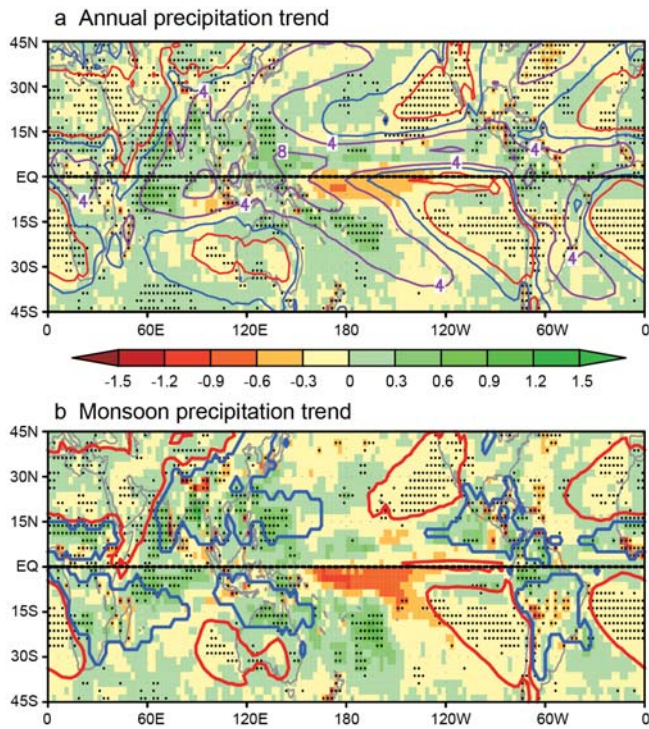 a Annual precipitation trend
45N
30N
15N
EQ
15S
30S
45S
4
8
4
4
4
4
4
4
4
4
0
60E
120E
180
120W
60W
0
-1.5
-1.2
-0.9
-0.6
-0.3
0
0.3
0.6
0.9
1.2
1.5
b Monsoon precipitation trend
45N
30N
15N
EQ
15S
30S
45S
0
60E
120E
180
120W
60W
0